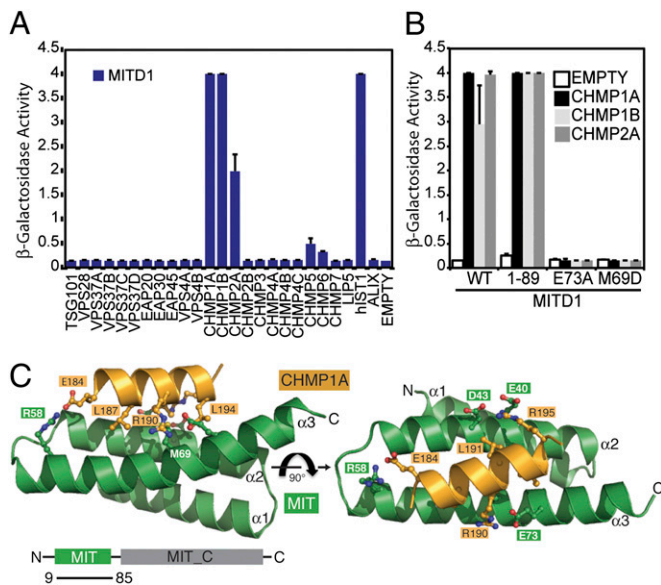 A
β-Galactosidase Activity
4.5
4
3.5
3
2.5
2
1.5
1
0.5
0
MITD1
TSG101
VPS28
VPS37A
VPS37B
VPS37C
VPS37D
EAP20
EAP30
EAP45
VPS4A
VPS4B
CHMP1A
CHMP1B
CHMP2A
CHMP2B
CHMP3
CHMP4A
CHMP4B
CHMP4C
CHMP5
CHMP6
CHMP7
LIP5
hIST1
ALIX
EMPTY
B
β-Galactosidase Activity
4.5
4
3.5
3
2.5
2
1.5
1
0.5
0
EMPTY
CHMP1A
CHMP1B
CHMP2A
WT 1-89 E73A M69D
MITD1
C
E184
CHMP1A
R58
L187
R190
L194
C
α3
M69
α2
α1
90°
MIT
N
α1
D43
E40
R195
R58
E184
L191
α2
C
α3
R190
E73
N MIT MIT_C C
9 85